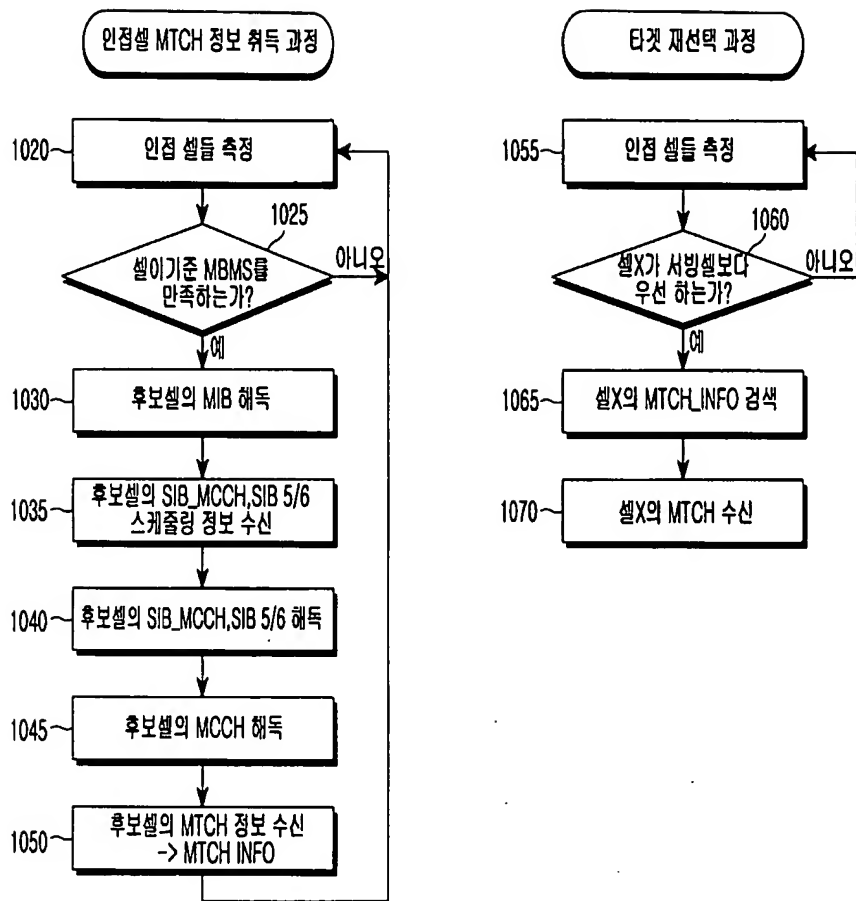 인접셀 MTCH 정보 취득 과정
1020
인접 셀들 측정
1025
셀이기준 MBMS를
만족하는가?
아니오
예
1030
후보셀의 MIB 해독
1035
후보셀의 SIB_MCCH,SIB 5/6
스케줄링 정보 수신
1040
후보셀의 SIB_MCCH,SIB 5/6 해독
1045
후보셀의 MCCH 해독
1050
후보셀의 MTCH 정보 수신
-> MTCH INFO
타겟 재선택 과정
1055
인접 셀들 측정
1060
셀X가 서빙셀보다
우선 하는가?
아니오
예
1065
셀X의 MTCH_INFO 검색
1070
셀X의 MTCH 수신